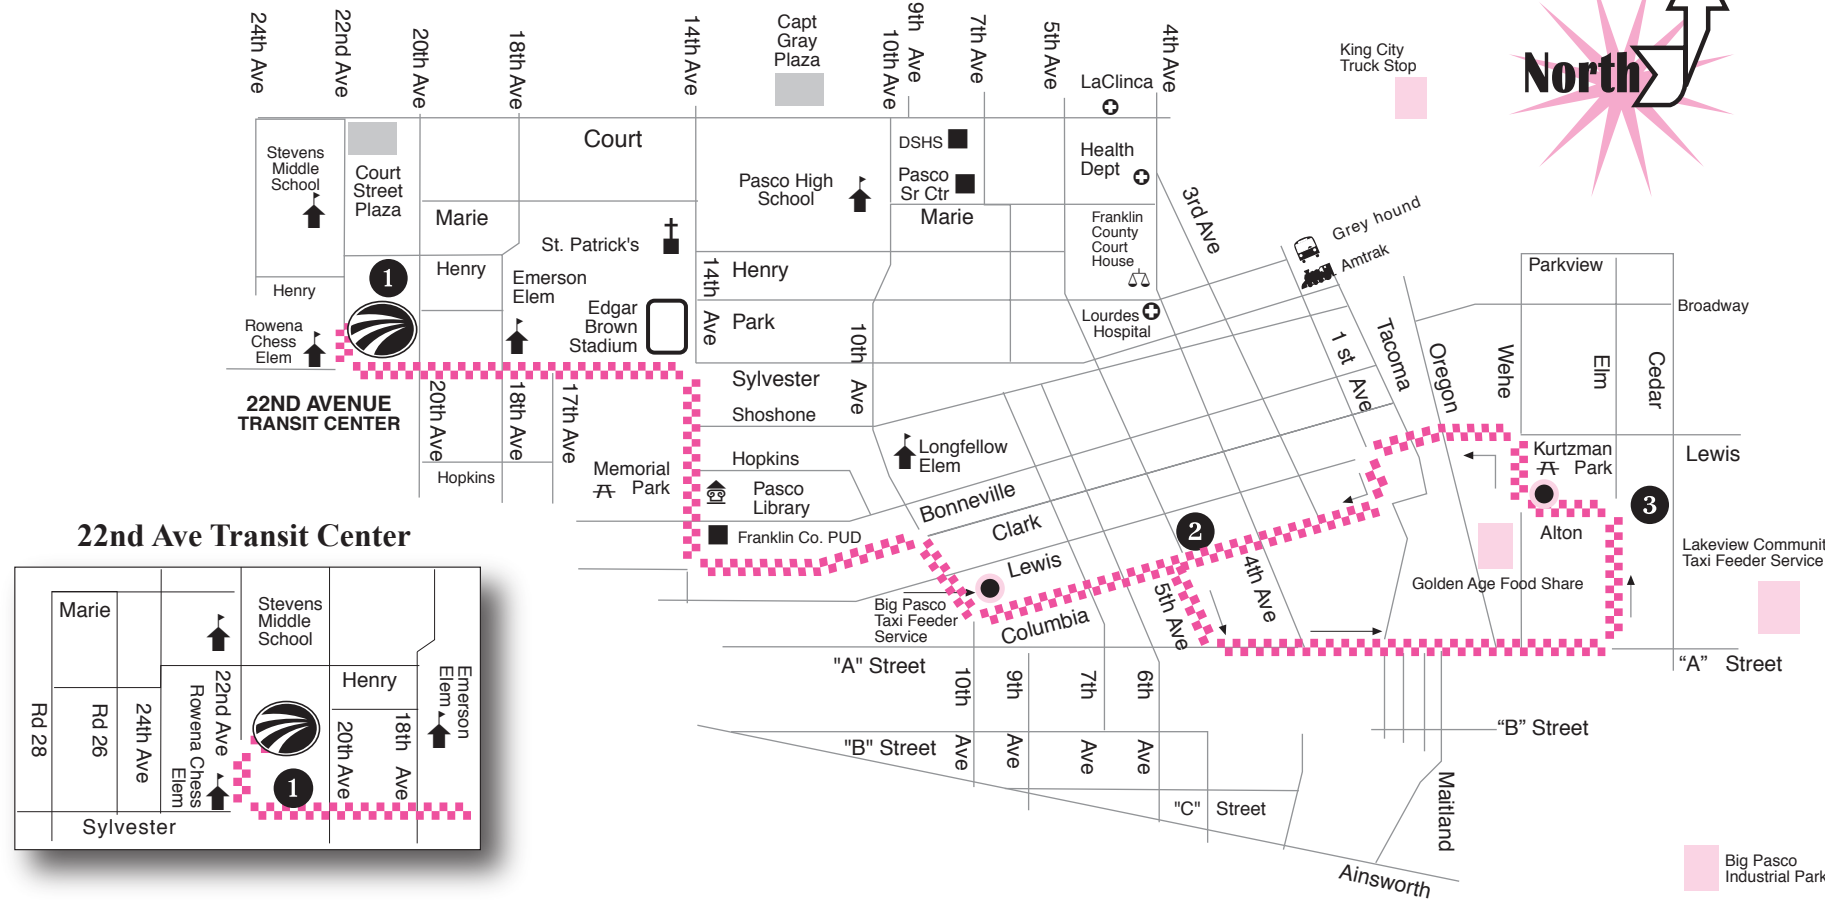 24th Ave
22nd Ave
20th Ave
18th Ave
14th Ave
Capt
Gray
Plaza
10th Ave
9th Ave
7th Ave
5th Ave
4th Ave
LaClinca
King City
Truck Stop
North
Stevens
Middle
School
Court
Street
Plaza
Court
DSHS
Pasco
Sr Ctr
Health
Dept
Pasco High
School
Marie
Marie
St. Patrick's
Franklin
County
Court
House
3rd Ave
Grey hound
Amtrak
Parkview
Broadway
1
Henry
Henry
Emerson
Elem
Henry
14th Ave
Rowena
Chess
Elem
Edgar
Brown
Stadium
Park
10th Ave
Lourdes
Hospital
1 st Ave
Tacoma
Oregon
Wehe
Elm
Cedar
22ND AVENUE
TRANSIT CENTER
20th Ave
18th Ave
17th Ave
Sylvester
Shoshone
Hopkins
Hopkins
Memorial
Park
Pasco
Library
Longfellow
Elem
Franklin Co. PUD
Bonneville
Clark
Lewis
Columbia
Kurtzman
Park
Lewis
3
2
Alton
Golden Age Food Share
Lakeview Communit
Taxi Feeder Service
Big Pasco
Taxi Feeder
Service
5th Ave
4th Ave
"A" Street
“A” Street
10th Ave
9th Ave
7th Ave
6th Ave
"B" Street
“B” Street
"C" Street
Maitland
Ainsworth
Big Pasco
Industrial Park
22nd Ave Transit Center
Marie
Stevens
Middle
School
Henry
Rd 28
Rd 26
24th Ave
22nd Ave
Rowena Chess
Elem
20th Ave
18th Ave
Emerson
Elem
1
Sylvester